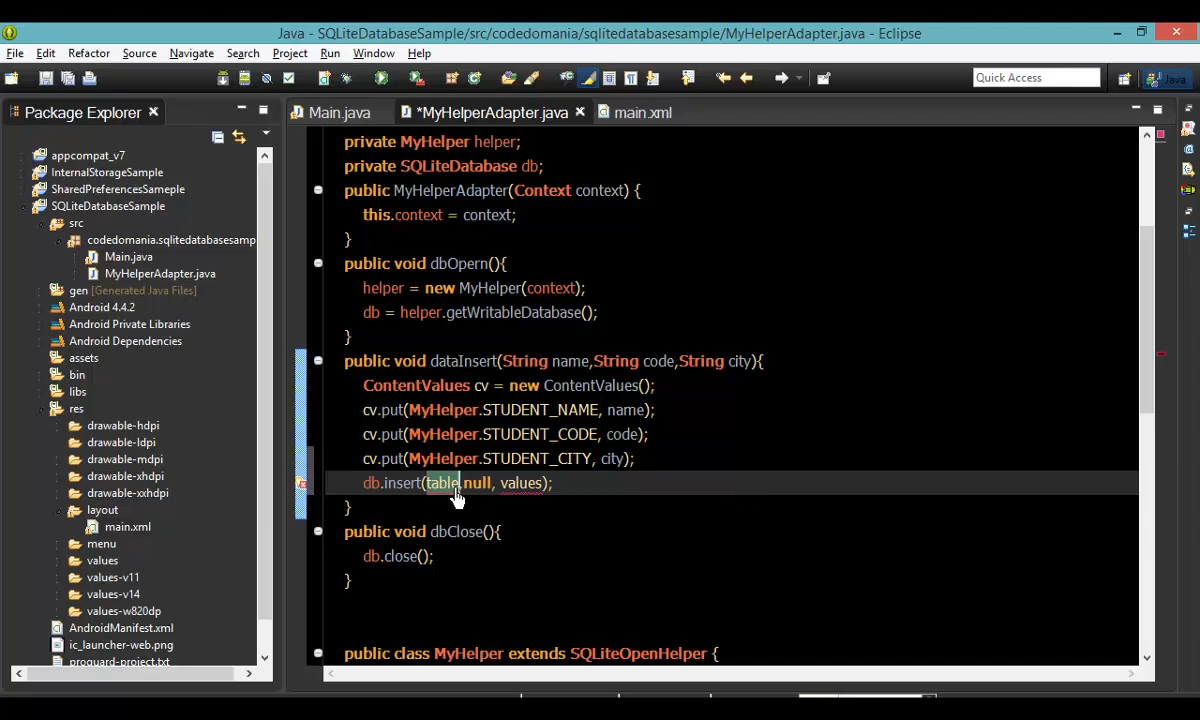 Java - SQLiteDatabaseSample/src/codedomania/sqlitedatabasesample/MyHelperAdapter.java - Eclipse
File Edit Refactor Source Navigate Search Project Run Window Help
Quick Access
Java
Package Explorer
Main.java
*MyHelperAdapter.java
main.xml
appcompat_v7
InternalStorageSample
SharedPreferencesSameple
SQLiteDatabaseSample
src
codedomania.sqlitedatabasesamp
Main.java
MyHelperAdapter.java
gen [Generated Java Files]
Android 4.4.2
Android Private Libraries
Android Dependencies
assets
bin
libs
res
drawable-hdpi
drawable-ldpi
drawable-mdpi
drawable-xhdpi
drawable-xxhdpi
layout
main.xml
menu
values
values-v11
values-v14
values-w820dp
AndroidManifest.xml
ic_launcher-web.png
proguard-project.txt
private MyHelper helper;
private SQLiteDatabase db;
public MyHelperAdapter(Context context) {
this.context = context;
}
public void dbOpern(){
helper = new MyHelper(context);
db = helper.getWritableDatabase();
}
public void dataInsert(String name,String code,String city){
ContentValues cv = new ContentValues();
cv.put(MyHelper.STUDENT_NAME, name);
cv.put(MyHelper.STUDENT_CODE, code);
cv.put(MyHelper.STUDENT_CITY, city);
db.insert(table,null, values);
}
public void dbClose(){
db.close();
}
public class MyHelper extends SQLiteOpenHelper {